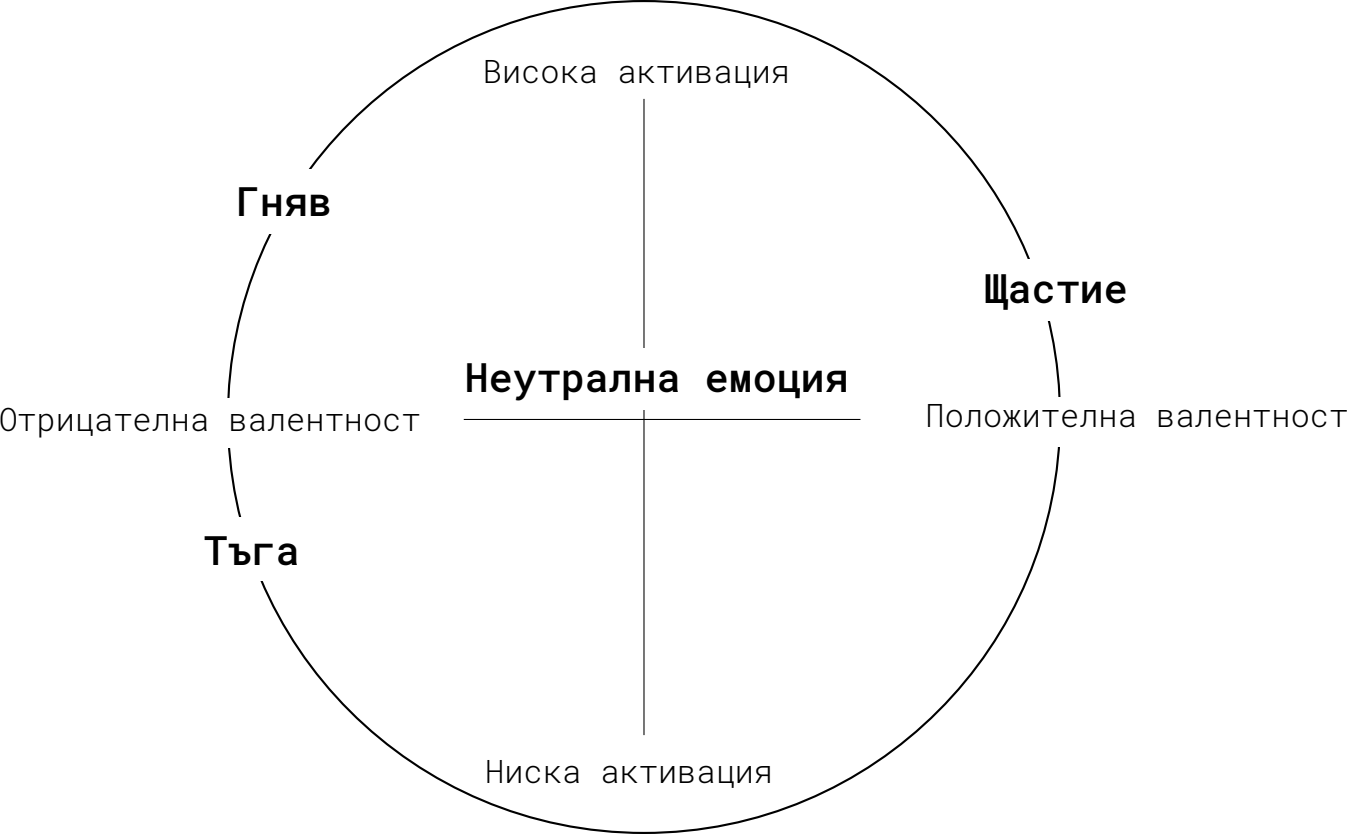 Висока активация
Гняв
Щастие
Неутрална емоция
Отрицателна валентност
Положителна валентност
Тъга
Ниска активация